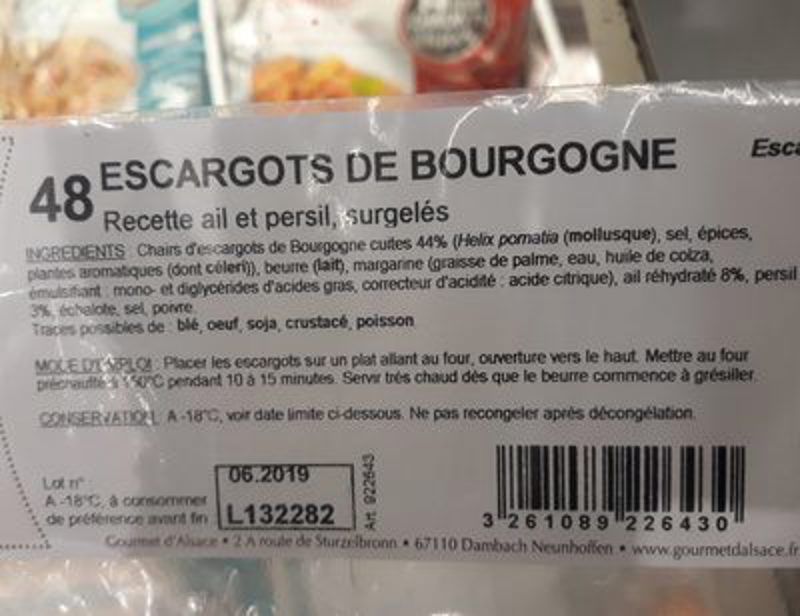 48 ESCARGOTS DE BOURGOGNE
Esca
Recette ail et persil, surgelés
INGREDIENTS : Chairs d'escargots de Bourgogne cuites 44% (Helix pomatia (mollusque), sel, épices,
plantes aromatiques (dont céleri)), beurre (lait), margarine (graisse de palme, eau, huile de colza,
émulsifiant : mono- et diglycérides d'acides gras, correcteur d'acidité : acide citrique), ail réhydraté 8%, persil
3%, échalote, sel, poivre.
Traces possibles de : blé, oeuf, soja, crustacé, poisson
MODE D'EMPLOI : Placer les escargots sur un plat allant au four, ouverture vers le haut. Mettre au four
préchauffé à 150°C pendant 10 à 15 minutes. Servir très chaud dès que le beurre commence à grésiller.
CONSERVATION : A -18°C, voir date limite ci-dessous. Ne pas recongeler après décongélation.
Lot n°
A -18°C, à consommer
de préférence avant fin
06.2019
L132282
Art. 922643
3 261089 226430
Gourmet d'Alsace • 2 A route de Sturzelbronn • 67110 Dambach Neunhoffen • www.gourmetdalsace.fr